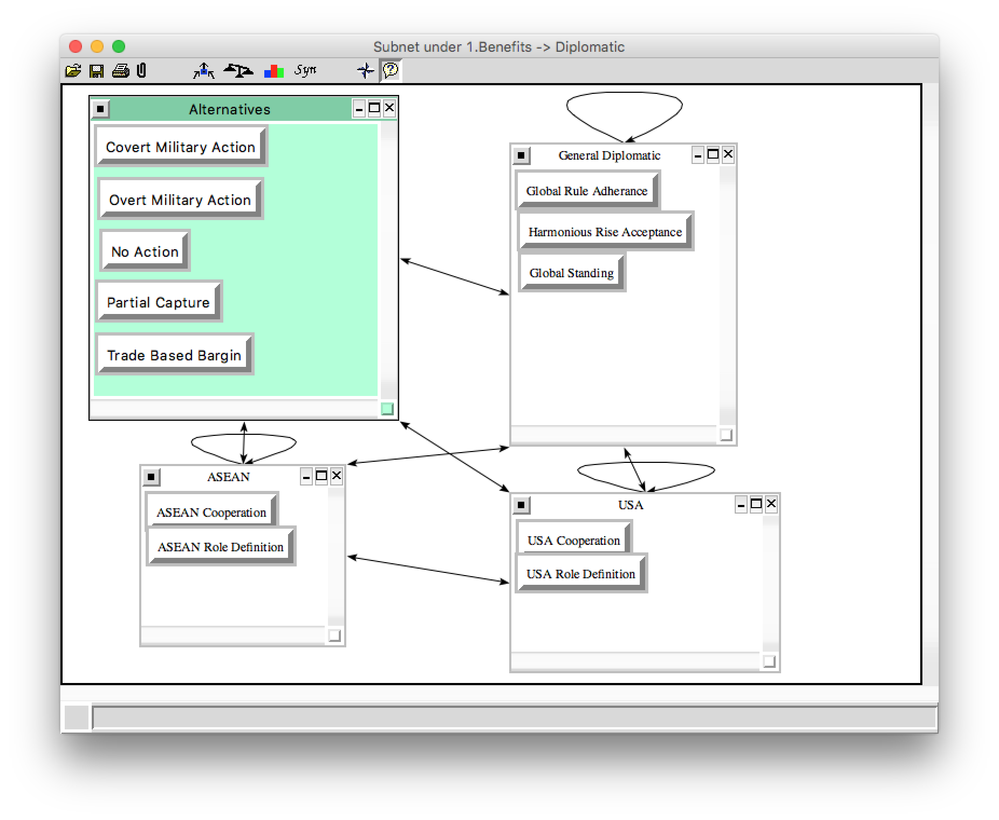 Subnet under 1.Benefits -> Diplomatic
Syn
Alternatives
Covert Military Action
Overt Military Action
No Action
Partial Capture
Trade Based Bargin
General Diplomatic
Global Rule Adherance
Harmonious Rise Acceptance
Global Standing
ASEAN
ASEAN Cooperation
ASEAN Role Definition
USA
USA Cooperation
USA Role Definition